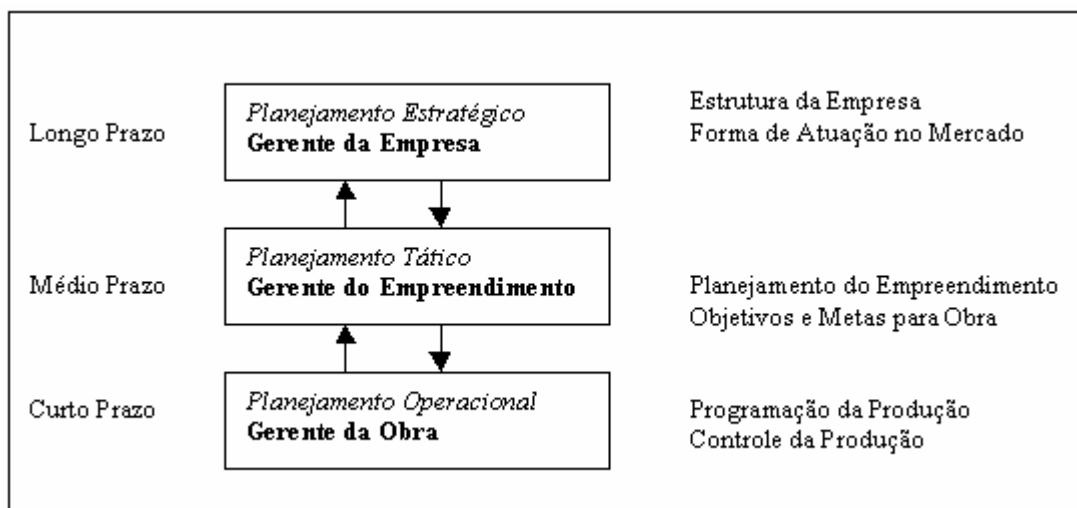 Longo Prazo
Planejamento Estratégico
Gerente da Empresa
Estrutura da Empresa
Forma de Atuação no Mercado
Médio Prazo
Planejamento Tático
Gerente do Empreendimento
Planejamento do Empreendimento
Objetivos e Metas para Obra
Curto Prazo
Planejamento Operacional
Gerente da Obra
Programação da Produção
Controle da Produção